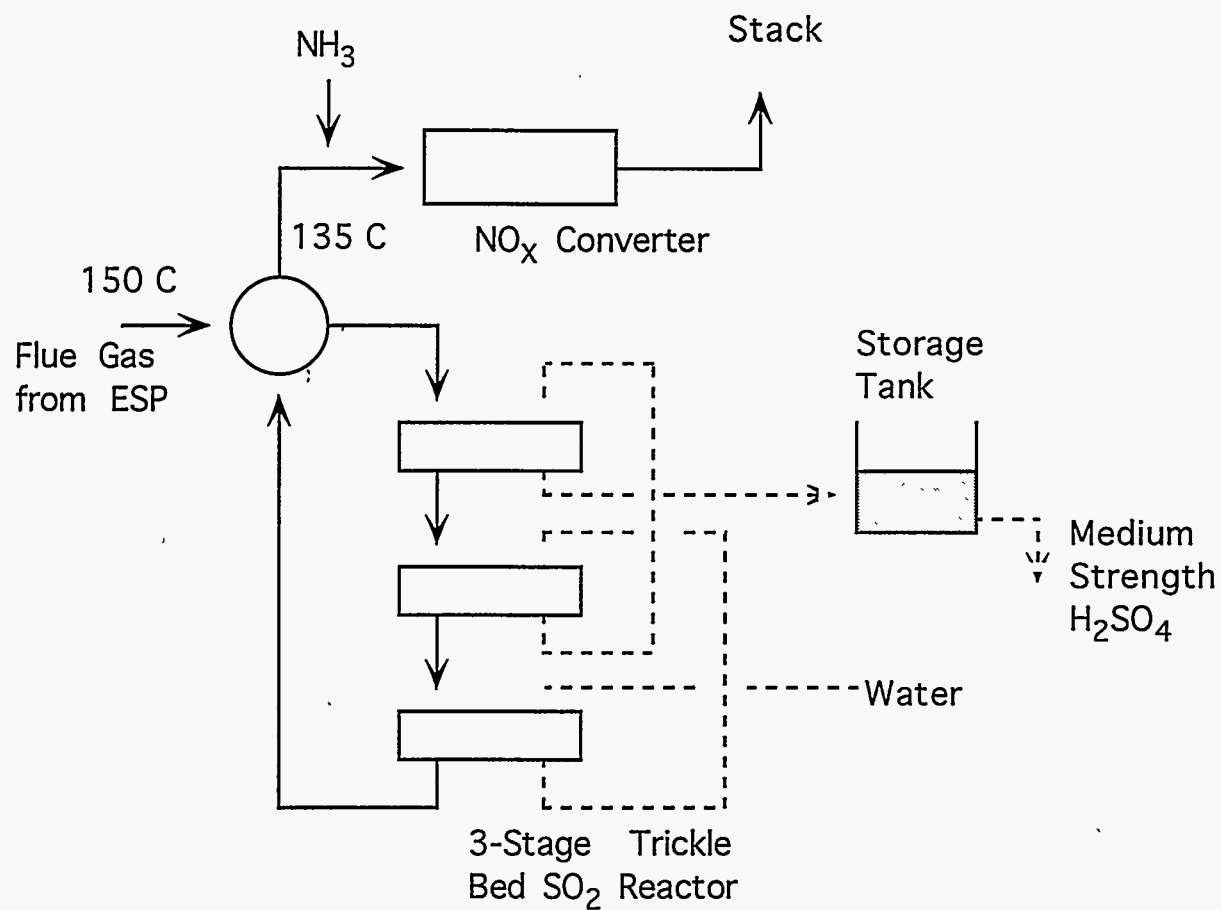 NH3
Stack
135 C
NOX Converter
150 C
Flue Gas
from ESP
Storage
Tank
Medium
Strength
H2SO4
Water
3-Stage Trickle
Bed SO2 Reactor